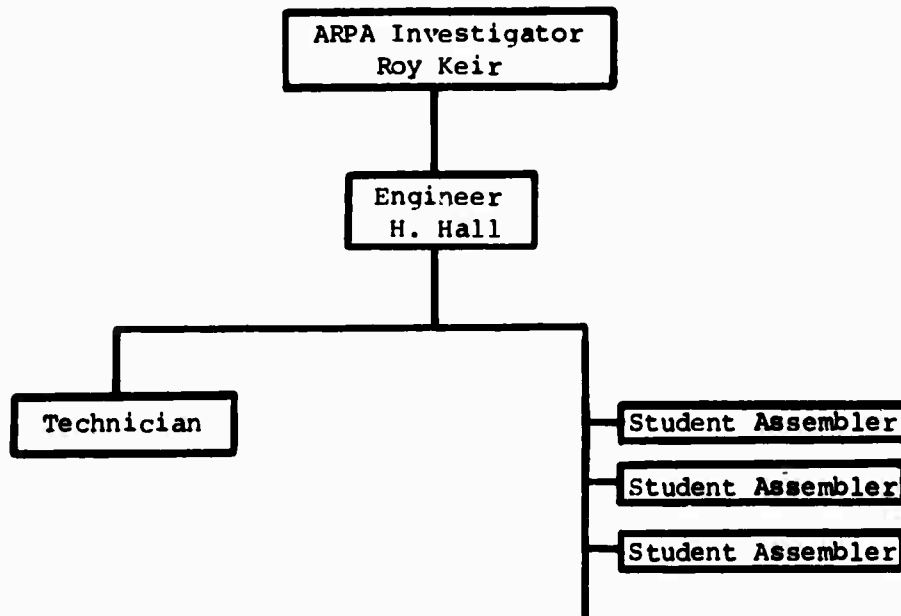 ARPA Investigator
Roy Keir
Engineer
H. Hall
Technician
Student Assembler
Student Assembler
Student Assembler